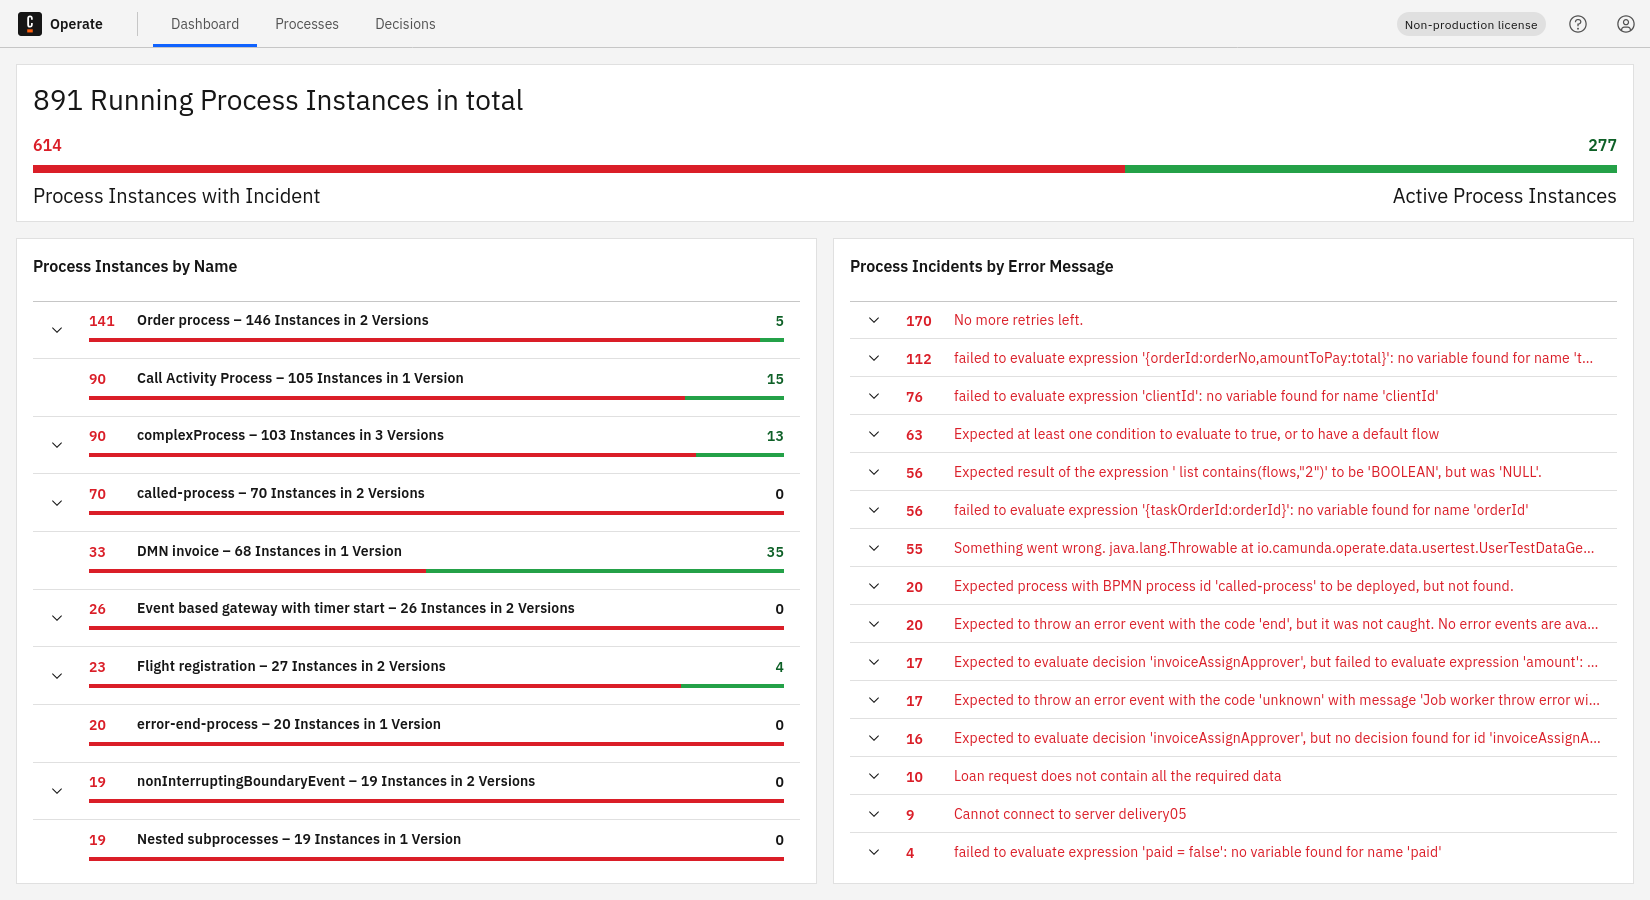 Operate
Dashboard
Processes
Decisions
Non-production license
891 Running Process Instances in total
614
277
Process Instances with Incident
Active Process Instances
Process Instances by Name
141 Order process – 146 Instances in 2 Versions 5
90 Call Activity Process – 105 Instances in 1 Version 15
90 complexProcess – 103 Instances in 3 Versions 13
70 called-process – 70 Instances in 2 Versions 0
33 DMN invoice – 68 Instances in 1 Version 35
26 Event based gateway with timer start – 26 Instances in 2 Versions 0
23 Flight registration – 27 Instances in 2 Versions 4
20 error-end-process – 20 Instances in 1 Version 0
19 nonInterruptingBoundaryEvent – 19 Instances in 2 Versions 0
19 Nested subprocesses – 19 Instances in 1 Version 0
Process Incidents by Error Message
170 No more retries left.
112 failed to evaluate expression '{orderId:orderNo,amountToPay:total}': no variable found for name 't...
76 failed to evaluate expression 'clientId': no variable found for name 'clientId'
63 Expected at least one condition to evaluate to true, or to have a default flow
56 Expected result of the expression ' list contains(flows,"2")' to be 'BOOLEAN', but was 'NULL'.
56 failed to evaluate expression '{taskOrderId:orderId}': no variable found for name 'orderId'
55 Something went wrong. java.lang.Throwable at io.camunda.operate.data.usertest.UserTestDataGe...
20 Expected process with BPMN process id 'called-process' to be deployed, but not found.
20 Expected to throw an error event with the code 'end', but it was not caught. No error events are ava...
17 Expected to evaluate decision 'invoiceAssignApprover', but failed to evaluate expression 'amount': ...
17 Expected to throw an error event with the code 'unknown' with message 'Job worker throw error wi...
16 Expected to evaluate decision 'invoiceAssignApprover', but no decision found for id 'invoiceAssignA...
10 Loan request does not contain all the required data
9 Cannot connect to server delivery05
4 failed to evaluate expression 'paid = false': no variable found for name 'paid'